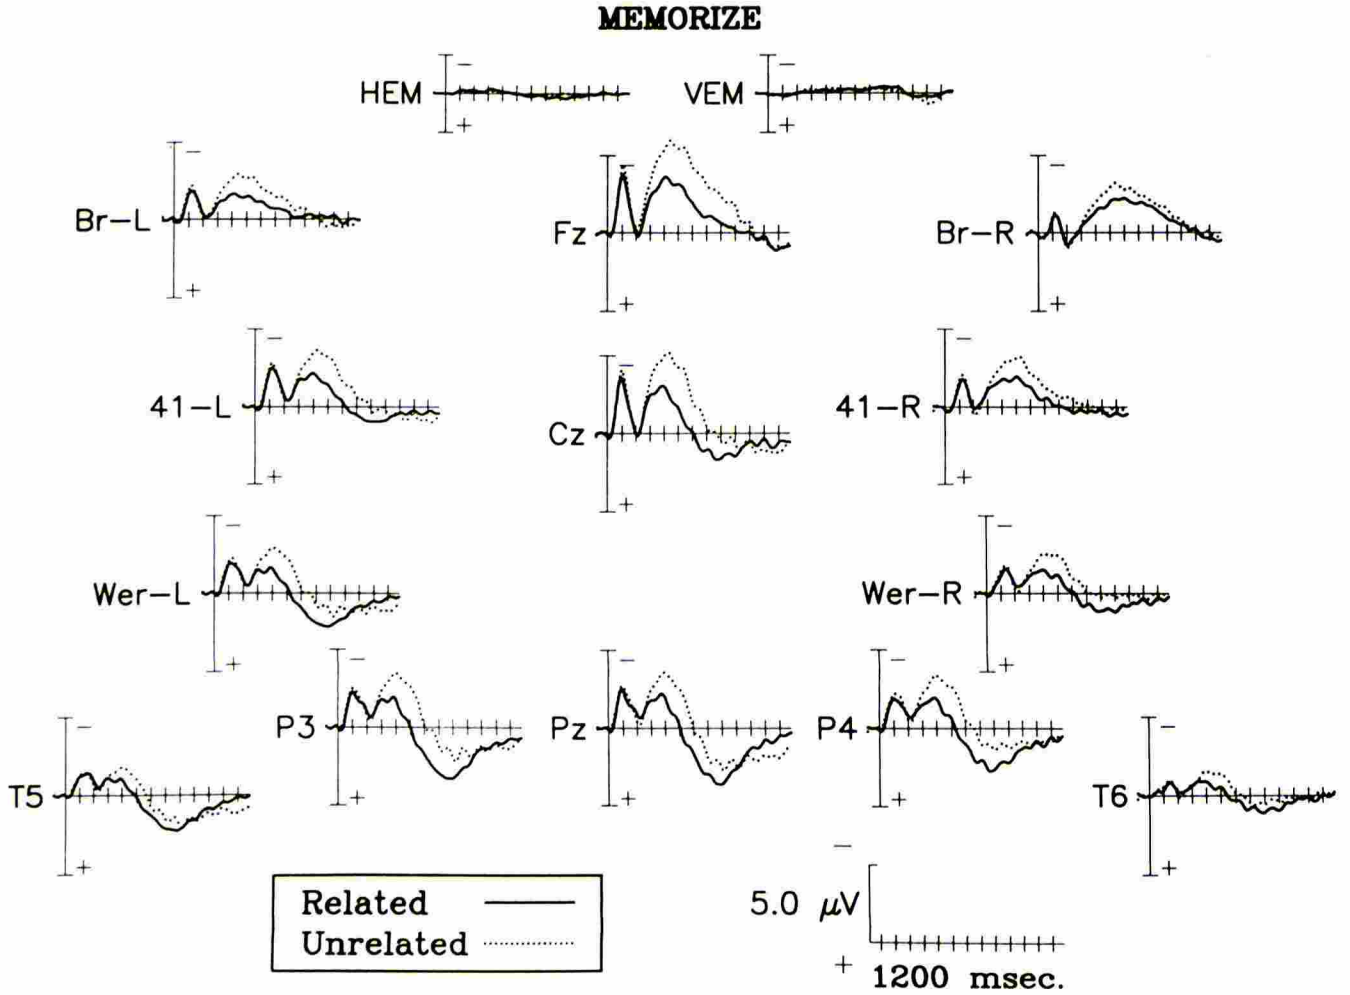 MEMORIZE
HEM − + VEM − +
Br−L − + Fz − + Br−R − +
41−L − + Cz − + 41−R − +
Wer−L − + Wer−R − +
P3 − + Pz − + P4 − +
T5 − + T6 − +
Related
Unrelated
−
5.0 μV
+
1200 msec.